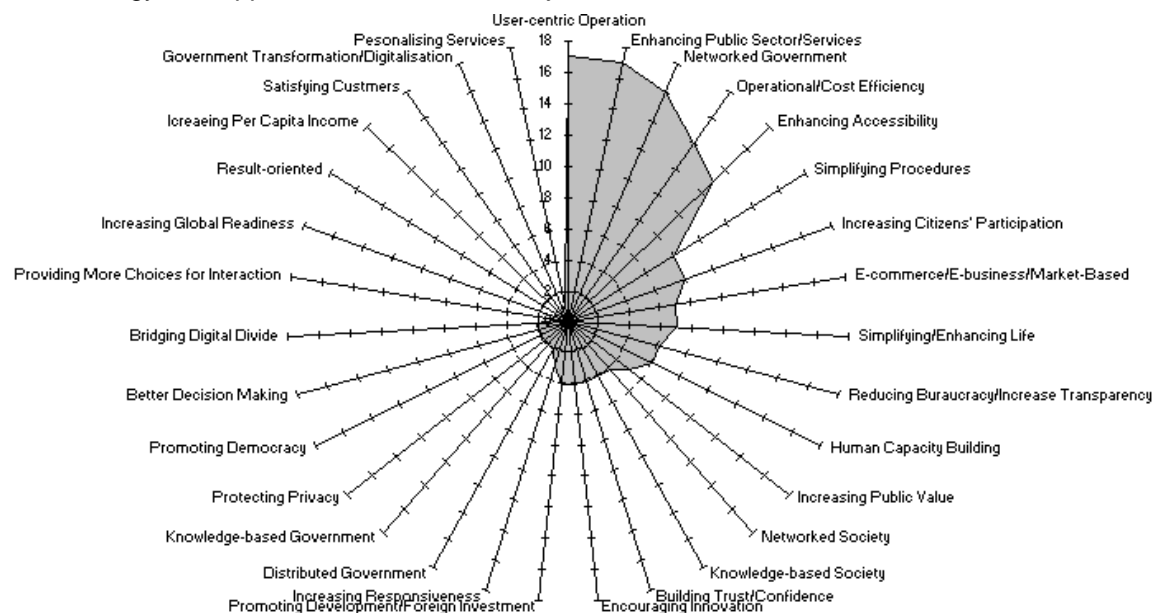 User-centric Operation
Pesonalising Services
Enhancing Public Sector/Services
Government Transformation/Digitalisation
Networked Government
Satisfying Custmers
Operational/Cost Efficiency
Icreaeing Per Capita Income
Enhancing Accessibility
Result-oriented
Simplifying Procedures
Increasing Global Readiness
Increasing Citizens' Participation
Providing More Choices for Interaction
E-commerce/E-business/Market-Based
Bridging Digital Divide
Simplifying/Enhancing Life
Better Decision Making
Reducing Buraucracy/Increase Transparency
Promoting Democracy
Human Capacity Building
Protecting Privacy
Increasing Public Value
Knowledge-based Government
Networked Society
Distributed Government
Knowledge-based Society
Increasing Responsiveness
Building Trust/Confidence
Promoting Development/Foreign Investment
Encouraging Innovation
18
16
14
12
10
8
6
4
2